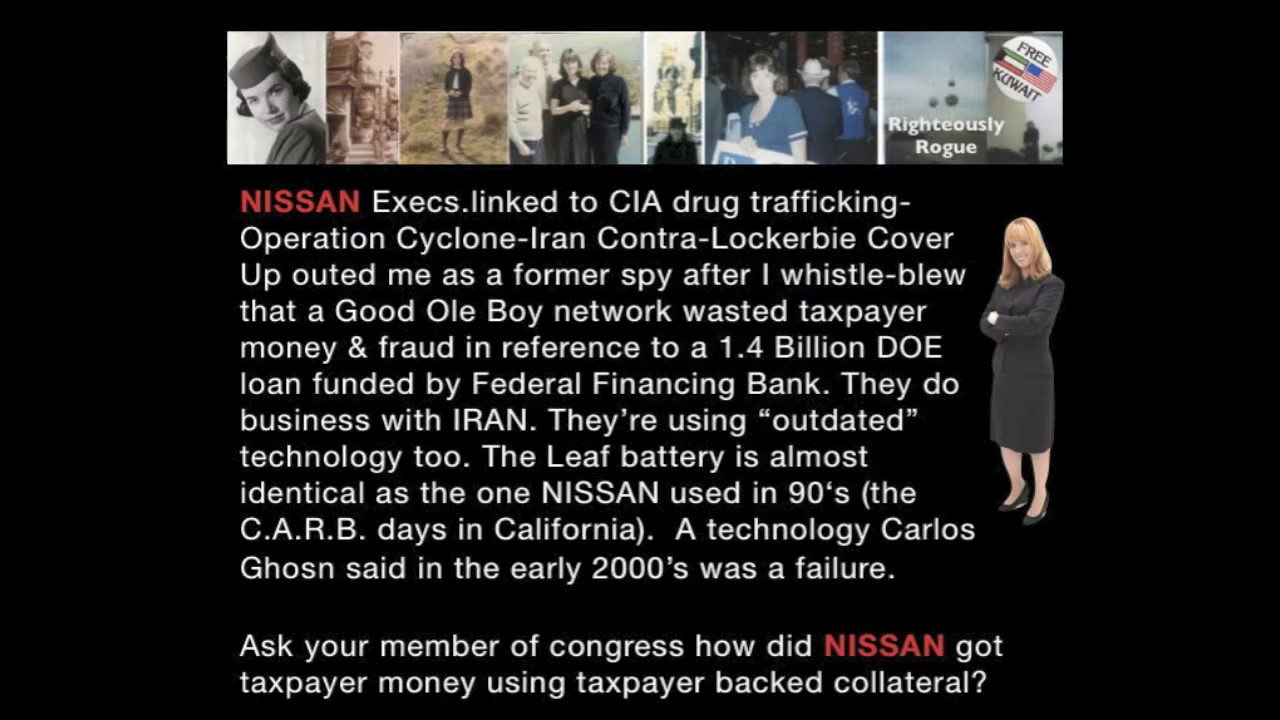 FREE
KUWAIT
Righteously
Rogue
NISSAN Execs.linked to CIA drug trafficking-
Operation Cyclone-Iran Contra-Lockerbie Cover
Up outed me as a former spy after I whistle-blew
that a Good Ole Boy network wasted taxpayer
money & fraud in reference to a 1.4 Billion DOE
loan funded by Federal Financing Bank. They do
business with IRAN. They’re using “outdated”
technology too. The Leaf battery is almost
identical as the one NISSAN used in 90‘s (the
C.A.R.B. days in California).  A technology Carlos
Ghosn said in the early 2000’s was a failure.
Ask your member of congress how did NISSAN got
taxpayer money using taxpayer backed collateral?